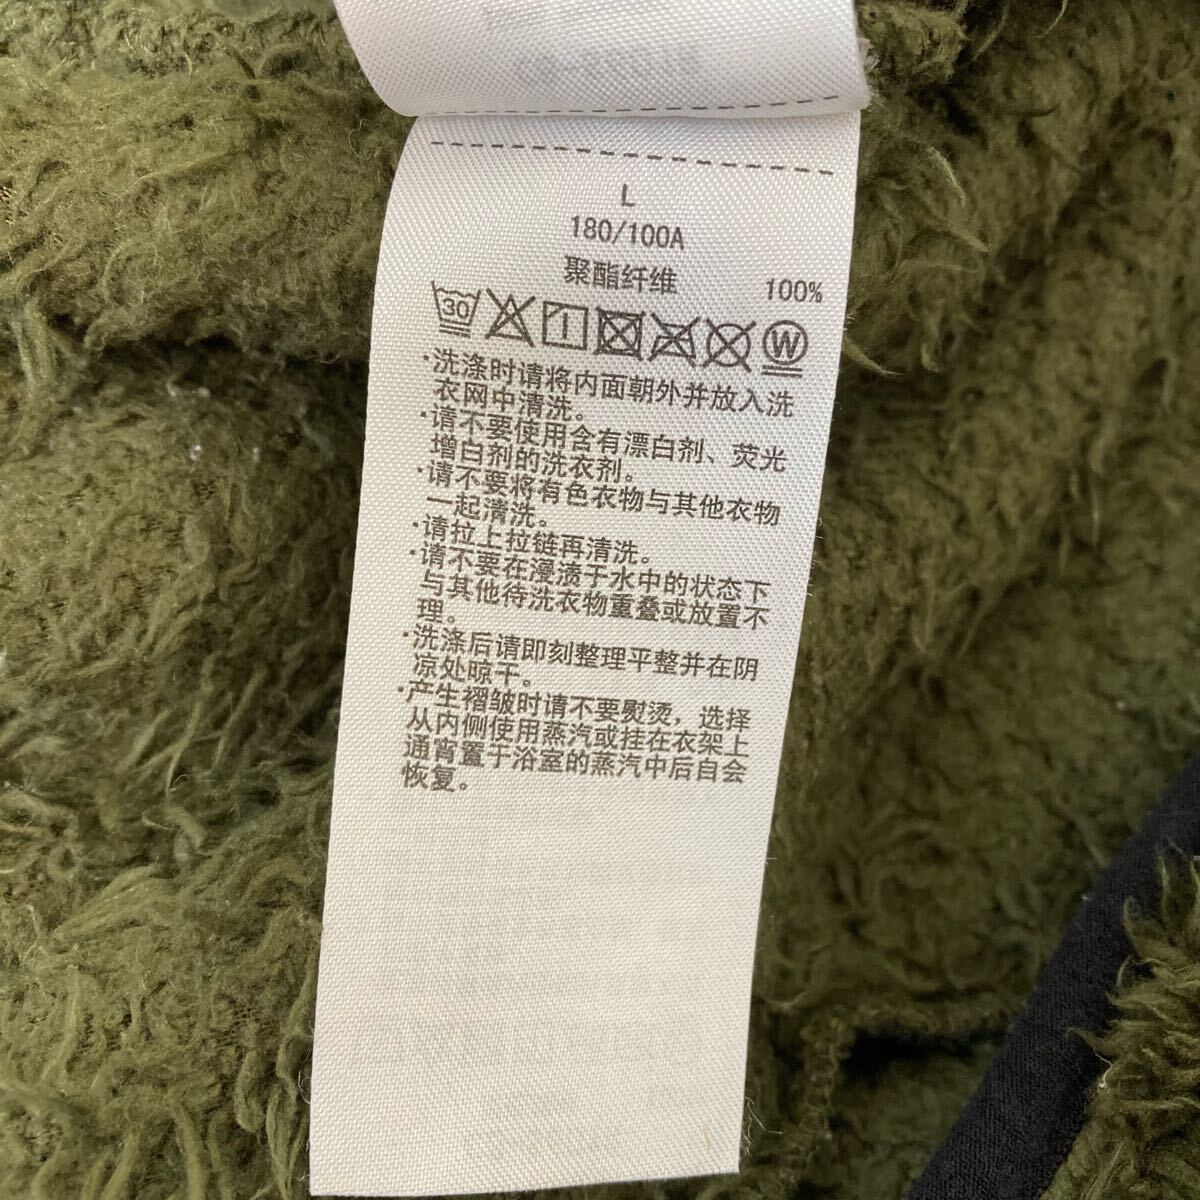 L
180/100A
聚酯纤维 100%
30 W
·洗涤时请将内面朝外并放入洗
衣网中清洗。
·请不要使用含有漂白剂、荧光
增白剂的洗衣剂。
·请不要将有色衣物与其他衣物
一起清洗。
·请拉上拉链再清洗。
·请不要在浸渍于水中的状态下
与其他待洗衣物重叠或放置不
理。
·洗涤后请即刻整理平整并在阴
凉处晾干。
·产生褶皱时请不要熨烫，选择
从内侧使用蒸汽或挂在衣架上
通宵置于浴室的蒸汽中后自会
恢复。